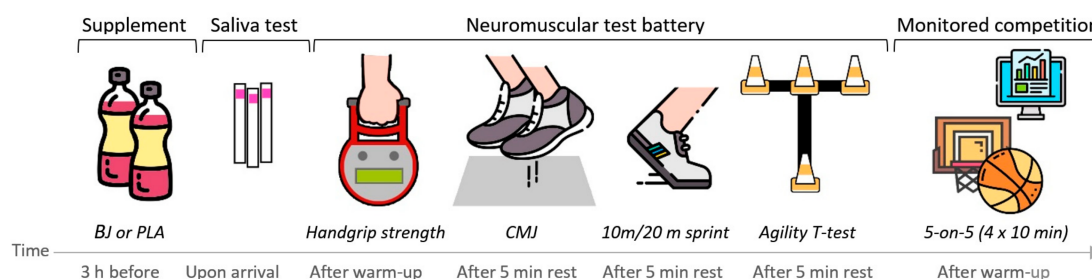 Supplement Saliva test Neuromuscular test battery Monitored competition
BJ or PLA Handgrip strength CMJ 10m/20 m sprint Agility T-test 5-on-5 (4 x 10 min)
Time
3 h before Upon arrival After warm-up After 5 min rest After 5 min rest After 5 min rest After warm-up